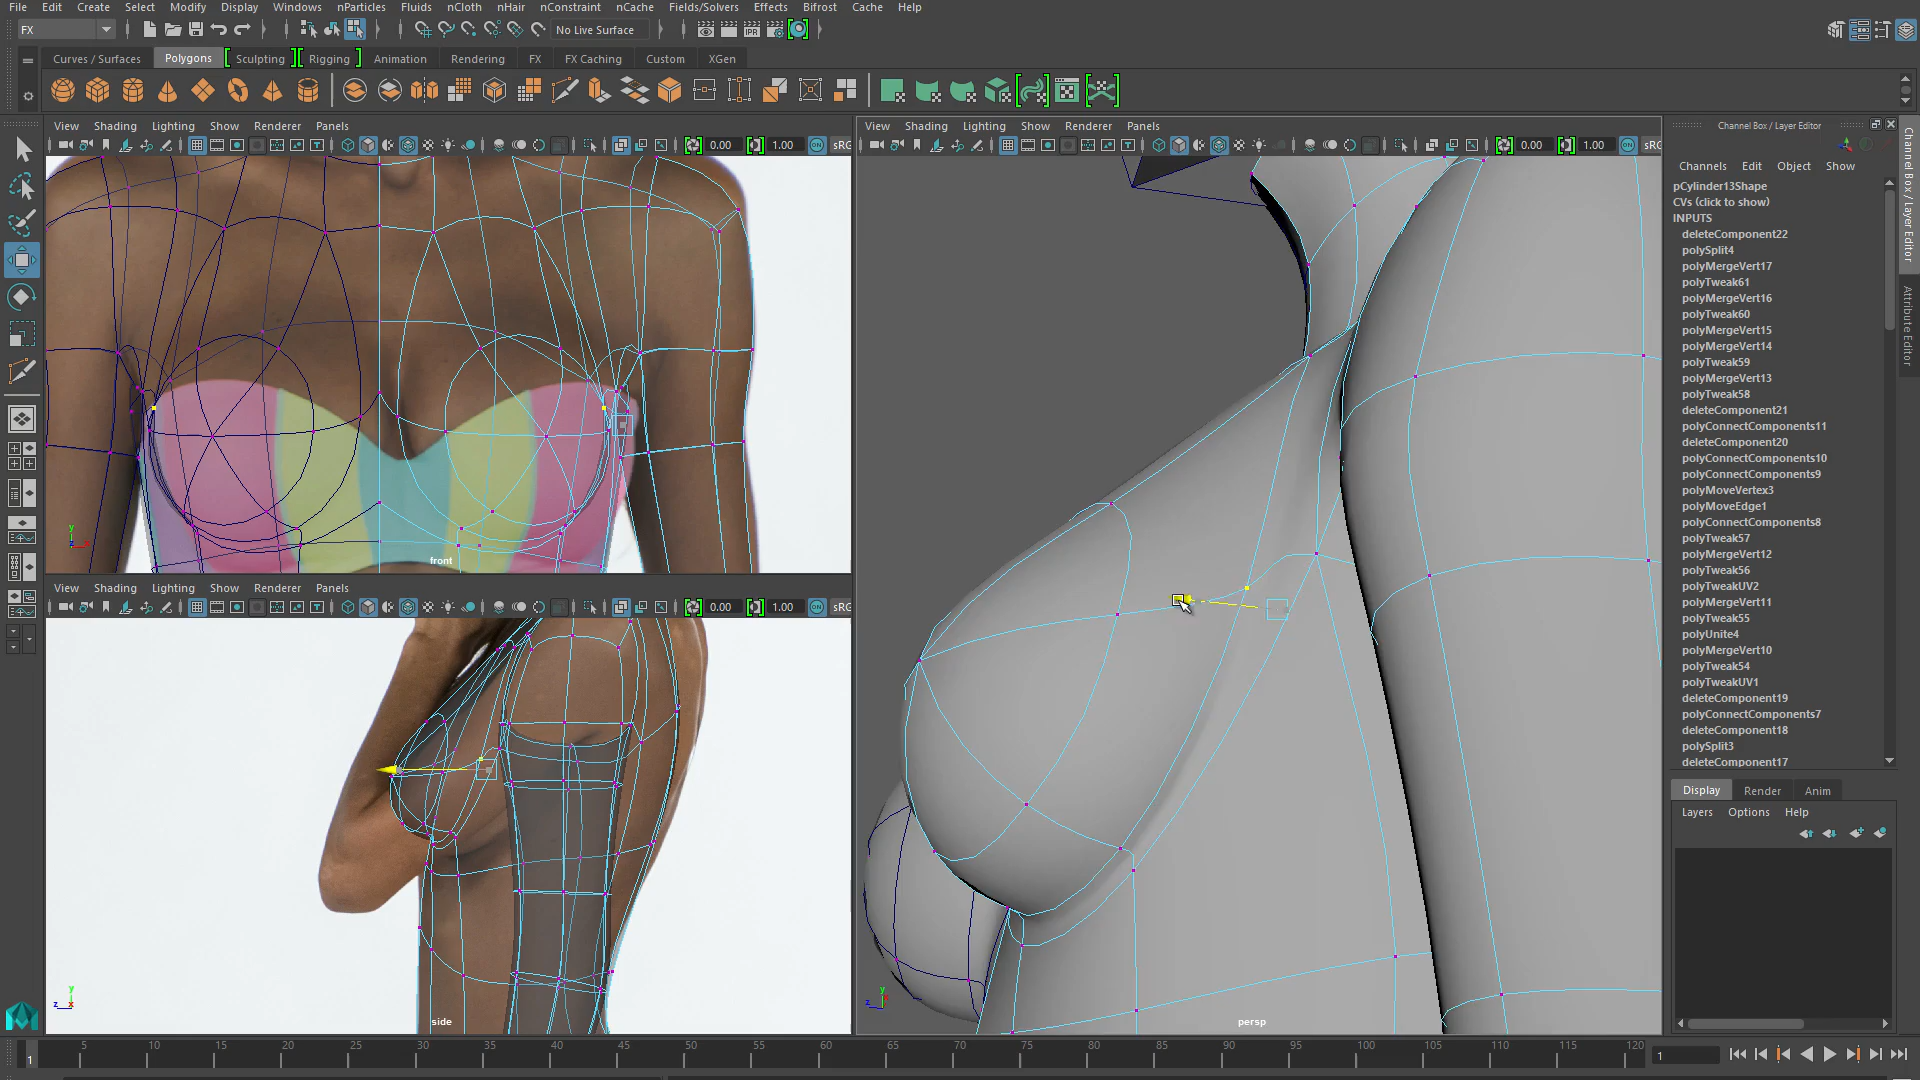 File Edit Create Select Modify Display Windows nParticles Fluids nCloth nHair nConstraint nCache Fields/Solvers Effects Bifrost Cache Help
FX No Live Surface IPR
Curves / Surfaces Polygons Sculpting Rigging Animation Rendering FX FX Caching Custom XGen
View Shading Lighting Show Renderer Panels
0.00 1.00 ON sRG
front
y
x
View Shading Lighting Show Renderer Panels
0.00 1.00 ON sRG
side
y
z x
View Shading Lighting Show Renderer Panels
0.00 1.00 ON sRG
persp
y
z
Channel Box / Layer Editor
Channels Edit Object Show
pCylinder13Shape
CVs (click to show)
INPUTS
deleteComponent22
polySplit4
polyMergeVert17
polyTweak61
polyMergeVert16
polyTweak60
polyMergeVert15
polyMergeVert14
polyTweak59
polyMergeVert13
polyTweak58
deleteComponent21
polyConnectComponents11
deleteComponent20
polyConnectComponents10
polyConnectComponents9
polyMoveVertex3
polyMoveEdge1
polyConnectComponents8
polyTweak57
polyMergeVert12
polyTweak56
polyTweakUV2
polyMergeVert11
polyTweak55
polyUnite4
polyMergeVert10
polyTweak54
polyTweakUV1
deleteComponent19
polyConnectComponents7
deleteComponent18
polySplit3
deleteComponent17
Display Render Anim
Layers Options Help
Channel Box / Layer Editor
Attribute Editor
1 5 10 15 20 25 30 35 40 45 50 55 60 65 70 75 80 85 90 95 100 105 110 115 120 1